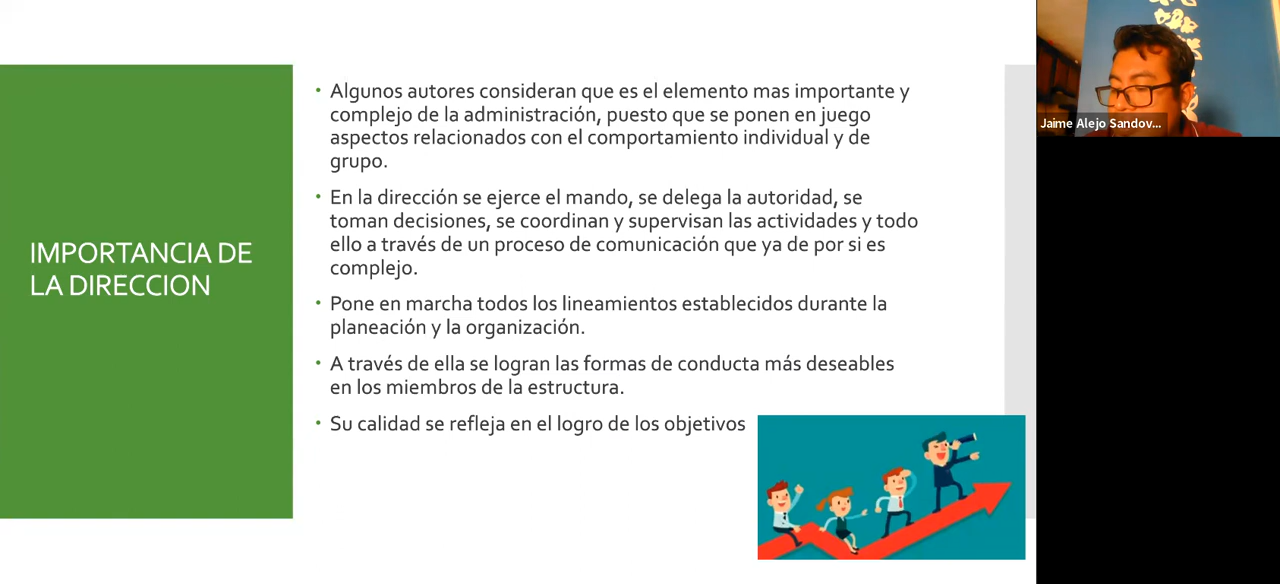 IMPORTANCIA DE
LA DIRECCION
• Algunos autores consideran que es el elemento mas importante y
complejo de la administración, puesto que se ponen en juego
aspectos relacionados con el comportamiento individual y de
grupo.
• En la dirección se ejerce el mando, se delega la autoridad, se
toman decisiones, se coordinan y supervisan las actividades y todo
ello a través de un proceso de comunicación que ya de por si es
complejo.
• Pone en marcha todos los lineamientos establecidos durante la
planeación y la organización.
• A través de ella se logran las formas de conducta más deseables
en los miembros de la estructura.
• Su calidad se refleja en el logro de los objetivos
Jaime Alejo Sandov...